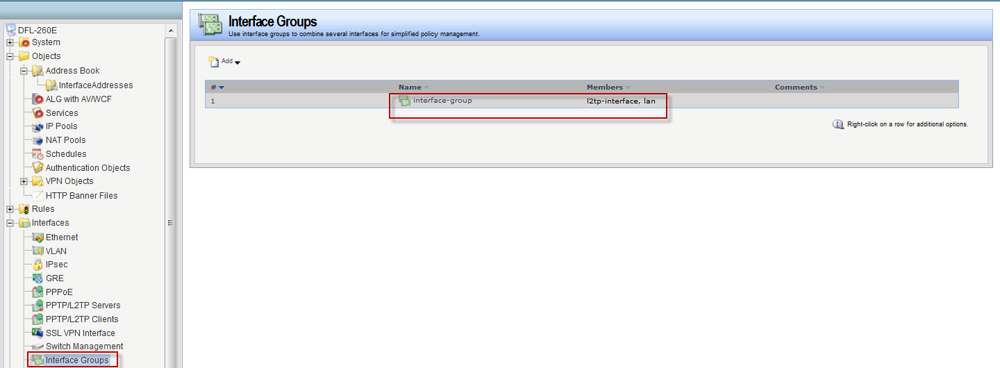 DFL-260E
System
Objects
Address Book
InterfaceAddresses
ALG with AV/WCF
Services
IP Pools
NAT Pools
Schedules
Authentication Objects
VPN Objects
HTTP Banner Files
Rules
Interfaces
Ethernet
VLAN
IPsec
GRE
PPPoE
PPTP/L2TP Servers
PPTP/L2TP Clients
SSL VPN Interface
Switch Management
Interface Groups
Interface Groups
Use interface groups to combine several interfaces for simplified policy management.
Add
# Name Members Comments
1 interface-group l2tp-interface, lan
Right-click on a row for additional options.